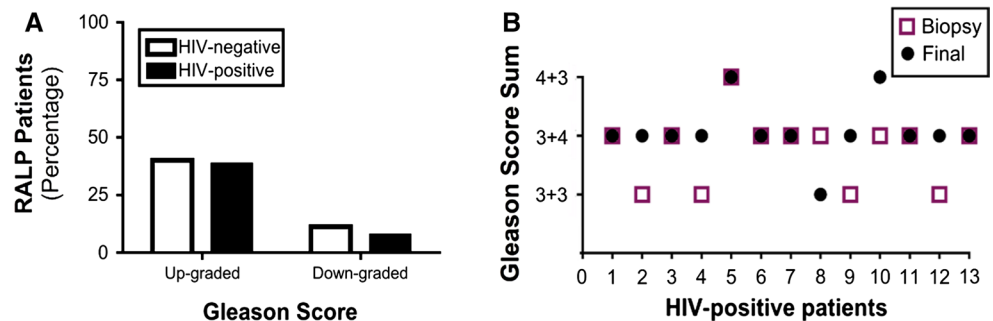 A
RALP Patients
(Percentage)
100
75
50
25
0
HIV-negative
HIV-positive
Up-graded
Down-graded
Gleason Score
B
Gleason Score Sum
4+3
3+4
3+3
Biopsy
Final
0 1 2 3 4 5 6 7 8 9 10 11 12 13
HIV-positive patients